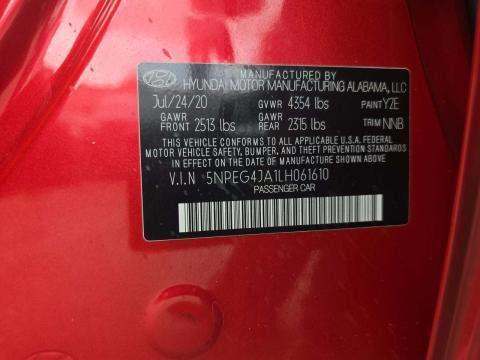 MANUFACTURED BY
HYUNDAI MOTOR MANUFACTURING ALABAMA, LLC
Jul/24/20 GVWR 4354 lbs PAINT Y2E
GAWR FRONT 2513 lbs GAWR REAR 2315 lbs TRIM NNB
THIS VEHICLE CONFORMS TO ALL APPLICABLE U.S.A. FEDERAL
MOTOR VEHICLE SAFETY, BUMPER, AND THEFT PREVENTION
STANDARDS IN EFFECT ON THE DATE OF MANUFACTURE SHOWN
ABOVE.
V.I.N 5NPEG4JA1LH061610
PASSENGER CAR